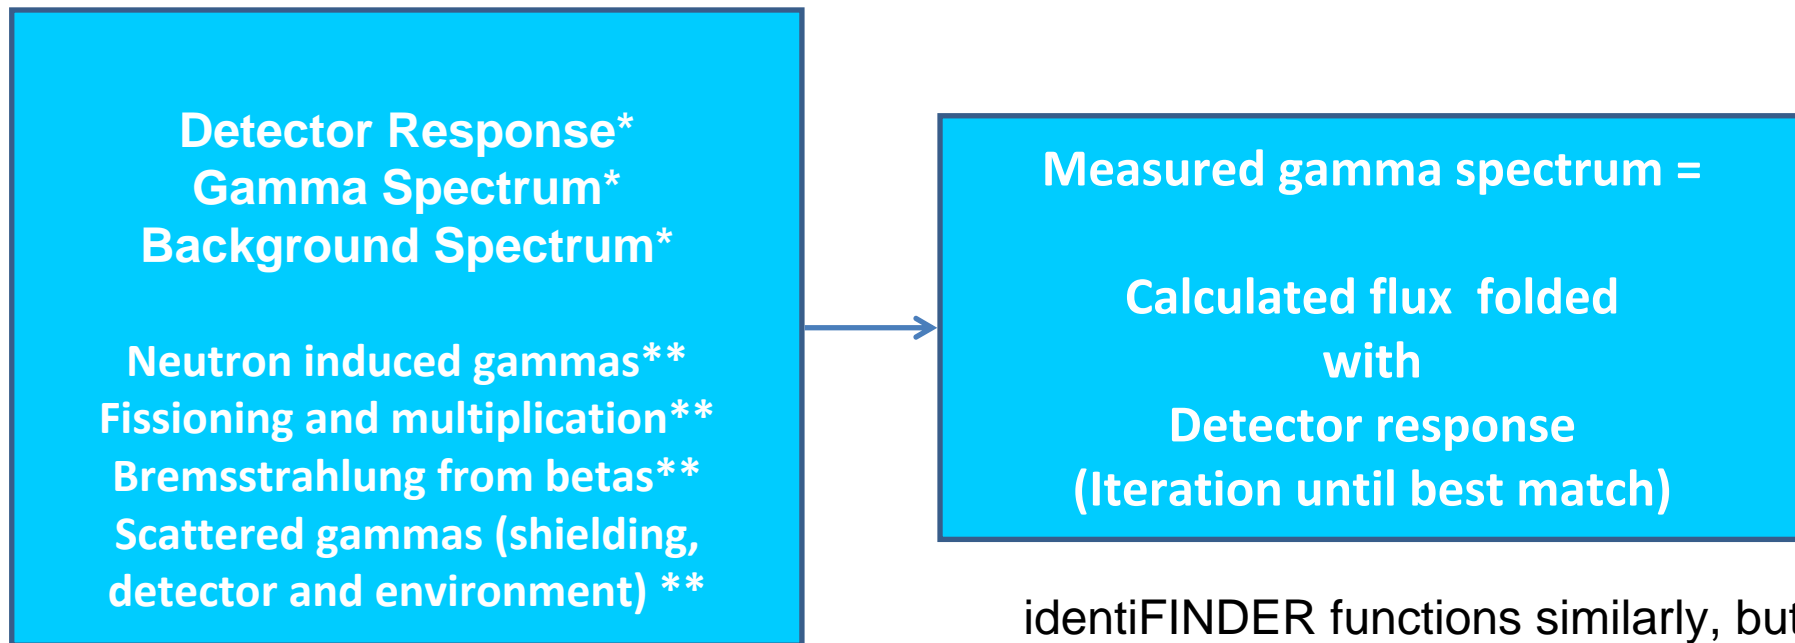 Detector Response*
Gamma Spectrum*
Background Spectrum*
Neutron induced gammas**
Fissioning and multiplication**
Bremsstrahlung from betas**
Scattered gammas (shielding,
detector and environment) **
Measured gamma spectrum =
Calculated flux folded
with
Detector response
(Iteration until best match)
identiFINDER functions similarly, but